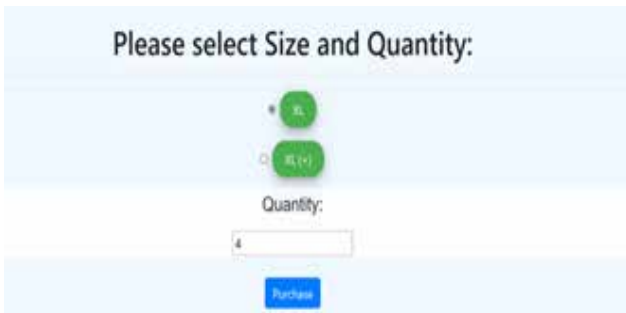 Please select Size and Quantity:
XL
XL (+)
Quantity:
4
Purchase